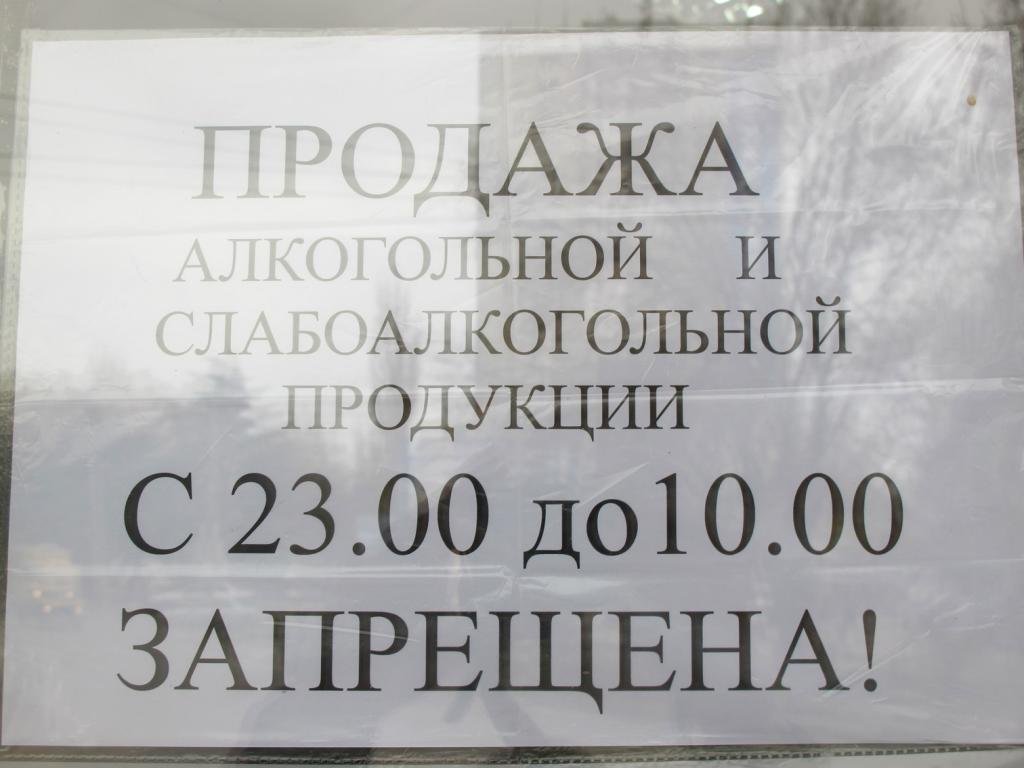 ПРОДАЖА
АЛКОГОЛЬНОЙ И
СЛАБОАЛКОГОЛЬНОЙ
ПРОДУКЦИИ
С 23.00 до10.00
ЗАПРЕЩЕНА!